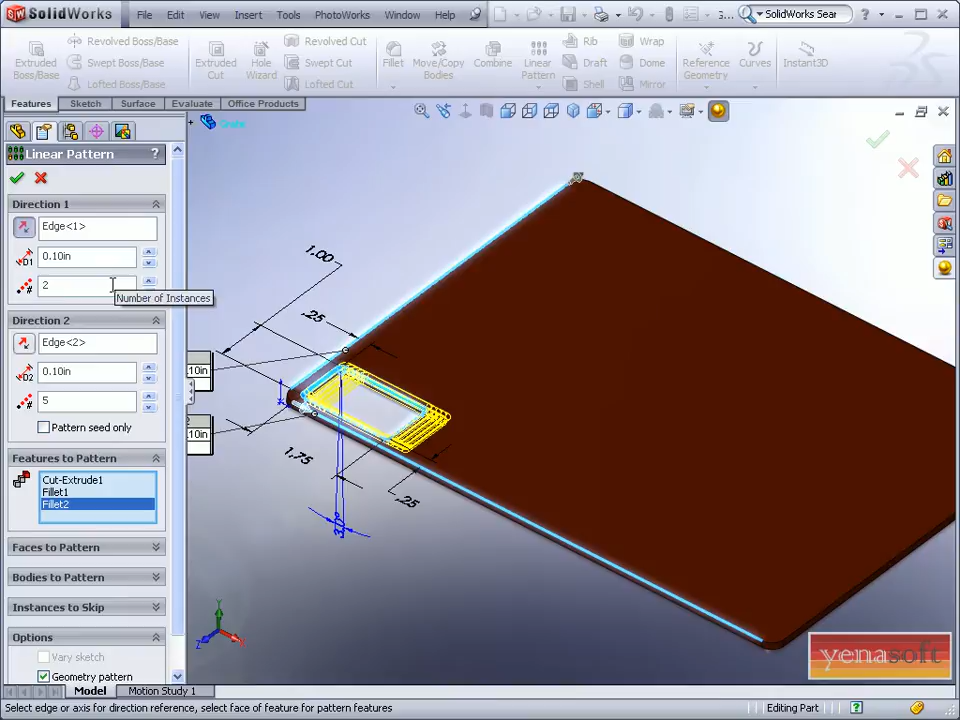 SolidWorks
File Edit View Insert Tools PhotoWorks Window Help
3...
SolidWorks Sear
Extruded Boss/Base
Revolved Boss/Base
Swept Boss/Base
Lofted Boss/Base
Extruded Cut
Hole Wizard
Revolved Cut
Swept Cut
Lofted Cut
Fillet
Move/Copy Bodies
Combine
Linear Pattern
Rib
Draft
Shell
Wrap
Dome
Mirror
Reference Geometry
Curves
Instant3D
Features Sketch Surface Evaluate Office Products
Linear Pattern ?
Direction 1
Edge<1>
D1 0.10in
# 2
Number of Instances
Direction 2
Edge<2>
D2 0.10in
# 5
Pattern seed only
Features to Pattern
Cut-Extrude1
Fillet1
Fillet2
Faces to Pattern
Bodies to Pattern
Instances to Skip
Options
Vary sketch
Geometry pattern
1.00
.25
.10in
.10in
1.75
.25
Y
X
Z
yenasoft
Model Motion Study 1
Select edge or axis for direction reference, select face of feature for pattern features
Editing Part